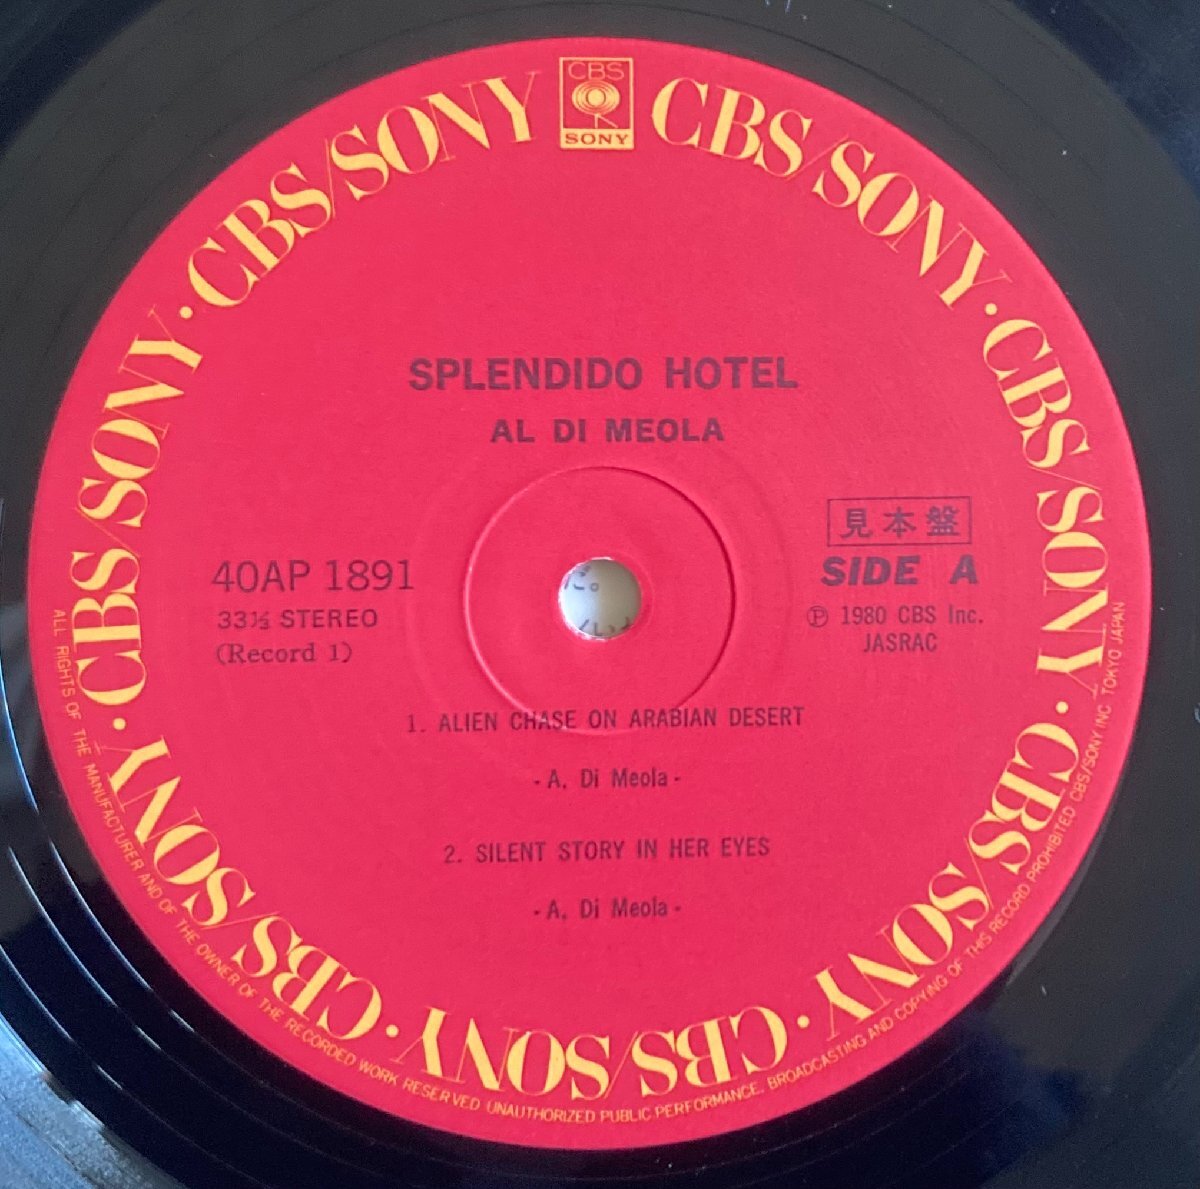 CBS
SONY
CBS/SONY · CBS/SONY · CBS/SONY · CBS/SONY · CBS/SONY · CBS/SONY · CBS/SONY · CBS/SONY
SPLENDIDO HOTEL
AL DI MEOLA
見本盤
SIDE A
40AP 1891
33⅓ STEREO
(Record 1)
Ⓟ 1980 CBS Inc.
JASRAC
だ。
1. ALIEN CHASE ON ARABIAN DESERT
- A. Di Meola -
2. SILENT STORY IN HER EYES
- A. Di Meola -
ALL RIGHTS OF THE MANUFACTURER AND OF THE OWNER OF THE RECORDED WORK RESERVED UNAUTHORIZED PUBLIC PERFORMANCE, BROADCASTING AND COPYING OF THIS RECORD PROHIBITED CBS/SONY INC TOKYO JAPAN